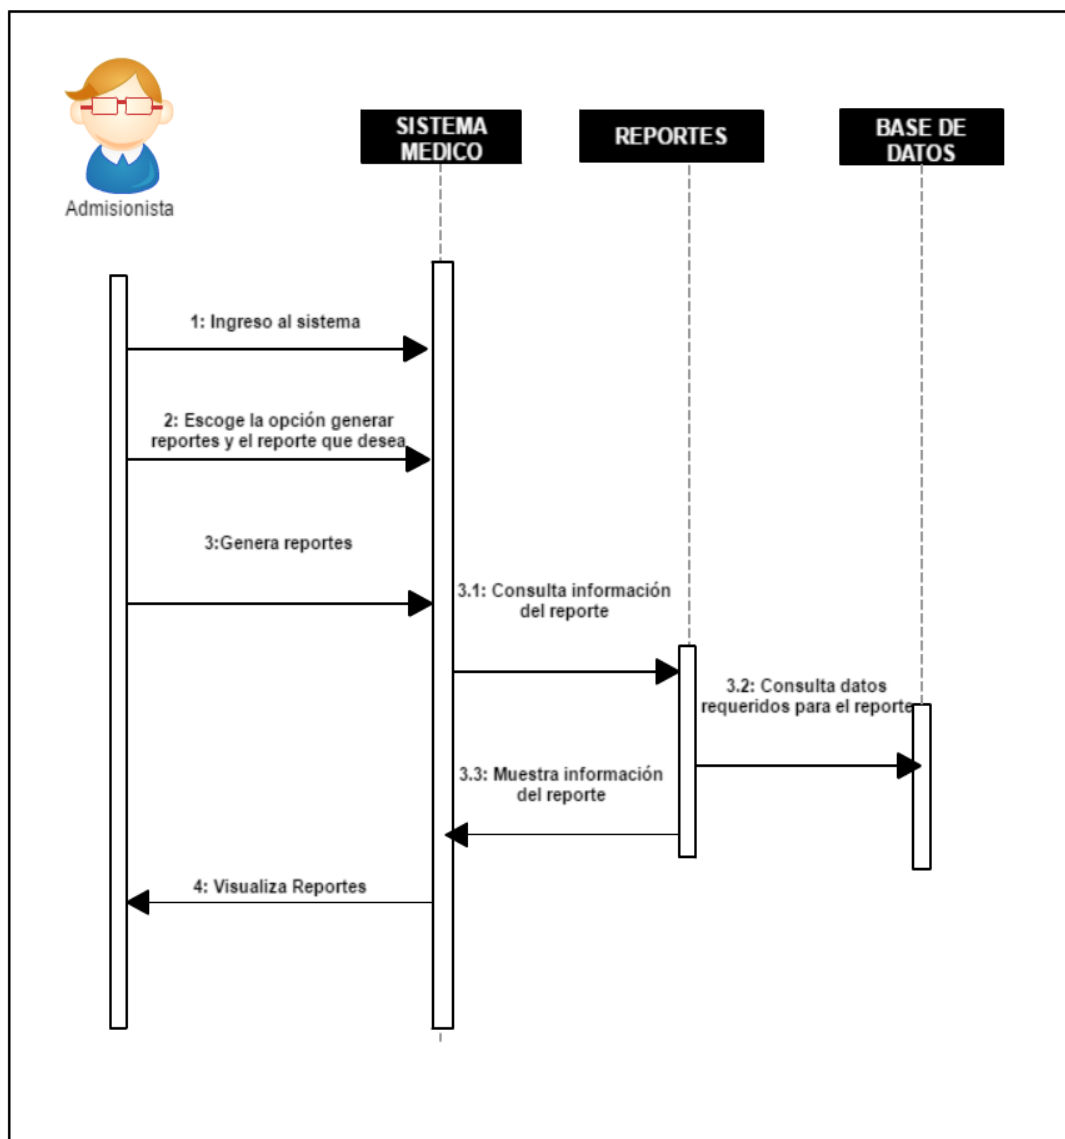 SISTEMA
MEDICO
REPORTES
BASE DE
DATOS
Admisionista
1: Ingreso al sistema
2: Escoge la opción generar
reportes y el reporte que desea
3:Genera reportes
3.1: Consulta información
del reporte
3.2: Consulta datos
requeridos para el reporte
3.3: Muestra información
del reporte
4: Visualiza Reportes